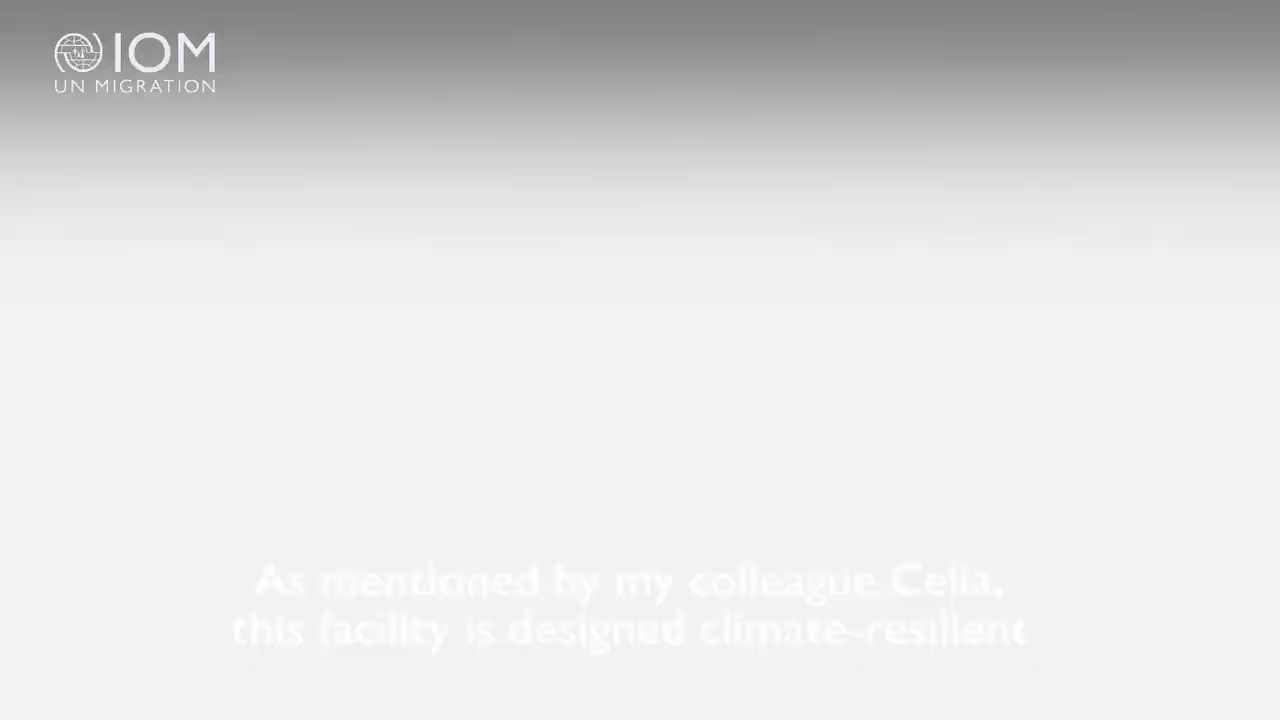 IOM
UN MIGRATION
As mentioned by my colleague Celia,
this facility is designed climate-resilient